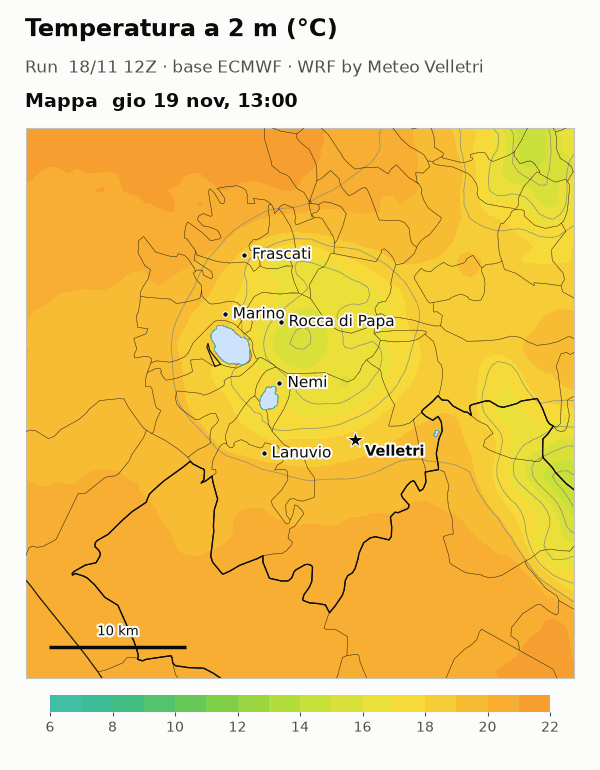 Temperatura a 2 m (°C)
Run  18/11 12Z · base ECMWF · WRF by Meteo Velletri
Mappa  gio 19 nov, 13:00
Frascati
Marino
Rocca di Papa
Nemi
Velletri
Lanuvio
10 km
6 8 10 12 14 16 18 20 22